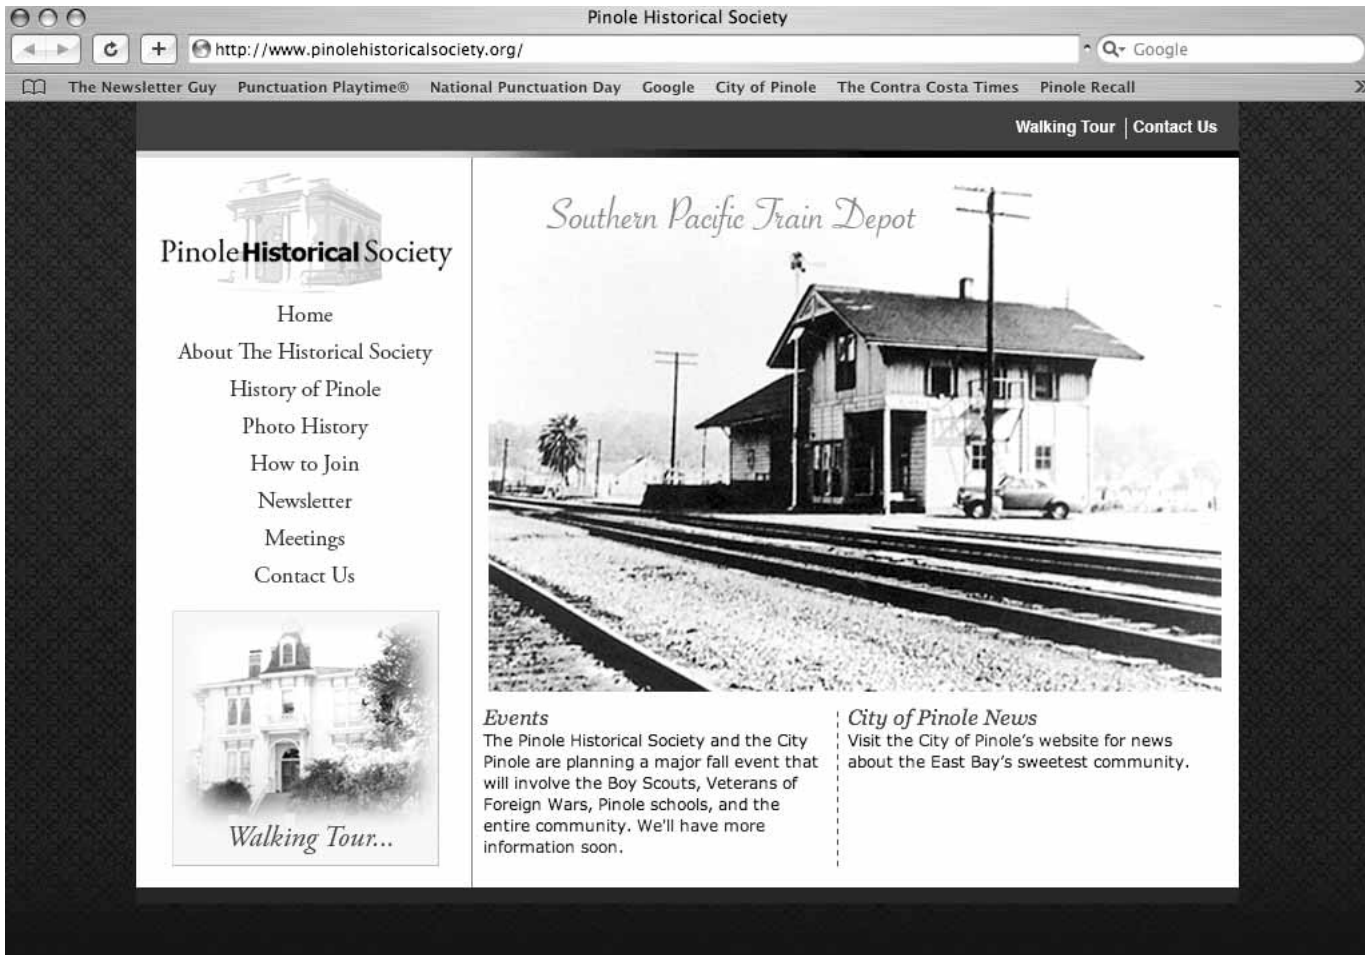 Pinole Historical Society
http://www.pinolehistoricalsociety.org/
Google
The Newsletter Guy Punctuation Playtime® National Punctuation Day Google City of Pinole The Contra Costa Times Pinole Recall
Walking Tour | Contact Us
PinoleHistorical Society
Home
About The Historical Society
History of Pinole
Photo History
How to Join
Newsletter
Meetings
Contact Us
Walking Tour...
Southern Pacific Train Depot
Events
The Pinole Historical Society and the City
Pinole are planning a major fall event that
will involve the Boy Scouts, Veterans of
Foreign Wars, Pinole schools, and the
entire community. We'll have more
information soon.
City of Pinole News
Visit the City of Pinole's website for news
about the East Bay's sweetest community.